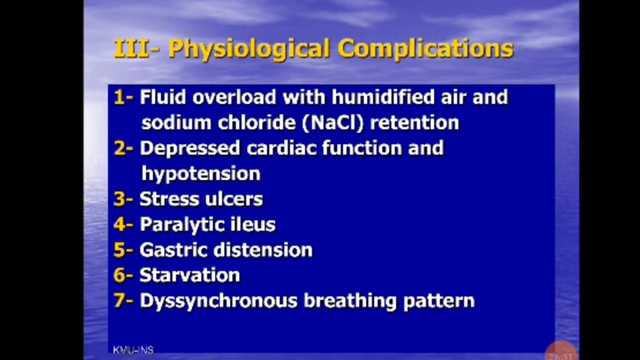 III- Physiological Complications
1- Fluid overload with humidified air and
sodium chloride (NaCl) retention
2- Depressed cardiac function and
hypotension
3- Stress ulcers
4- Paralytic ileus
5- Gastric distension
6- Starvation
7- Dyssynchronous breathing pattern
KMU-INS